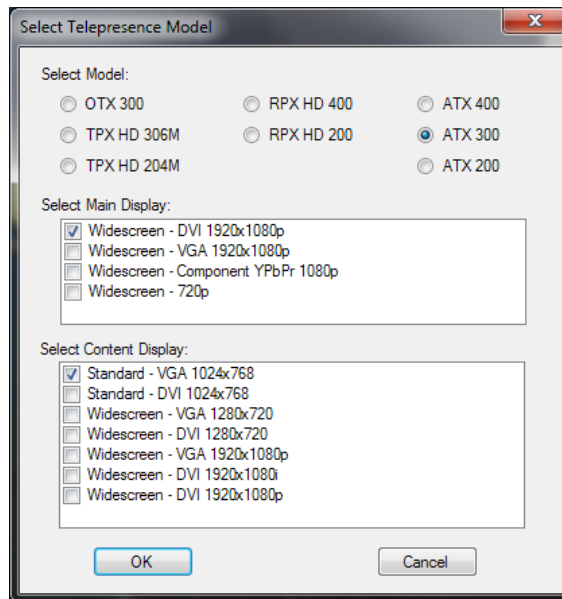 Select Telepresence Model
Select Model:
OTX 300 RPX HD 400 ATX 400
TPX HD 306M RPX HD 200 ATX 300
TPX HD 204M ATX 200
Select Main Display:
Widescreen - DVI 1920x1080p
Widescreen - VGA 1920x1080p
Widescreen - Component YPbPr 1080p
Widescreen - 720p
Select Content Display:
Standard - VGA 1024x768
Standard - DVI 1024x768
Widescreen - VGA 1280x720
Widescreen - DVI 1280x720
Widescreen - VGA 1920x1080p
Widescreen - DVI 1920x1080i
Widescreen - DVI 1920x1080p
OK Cancel